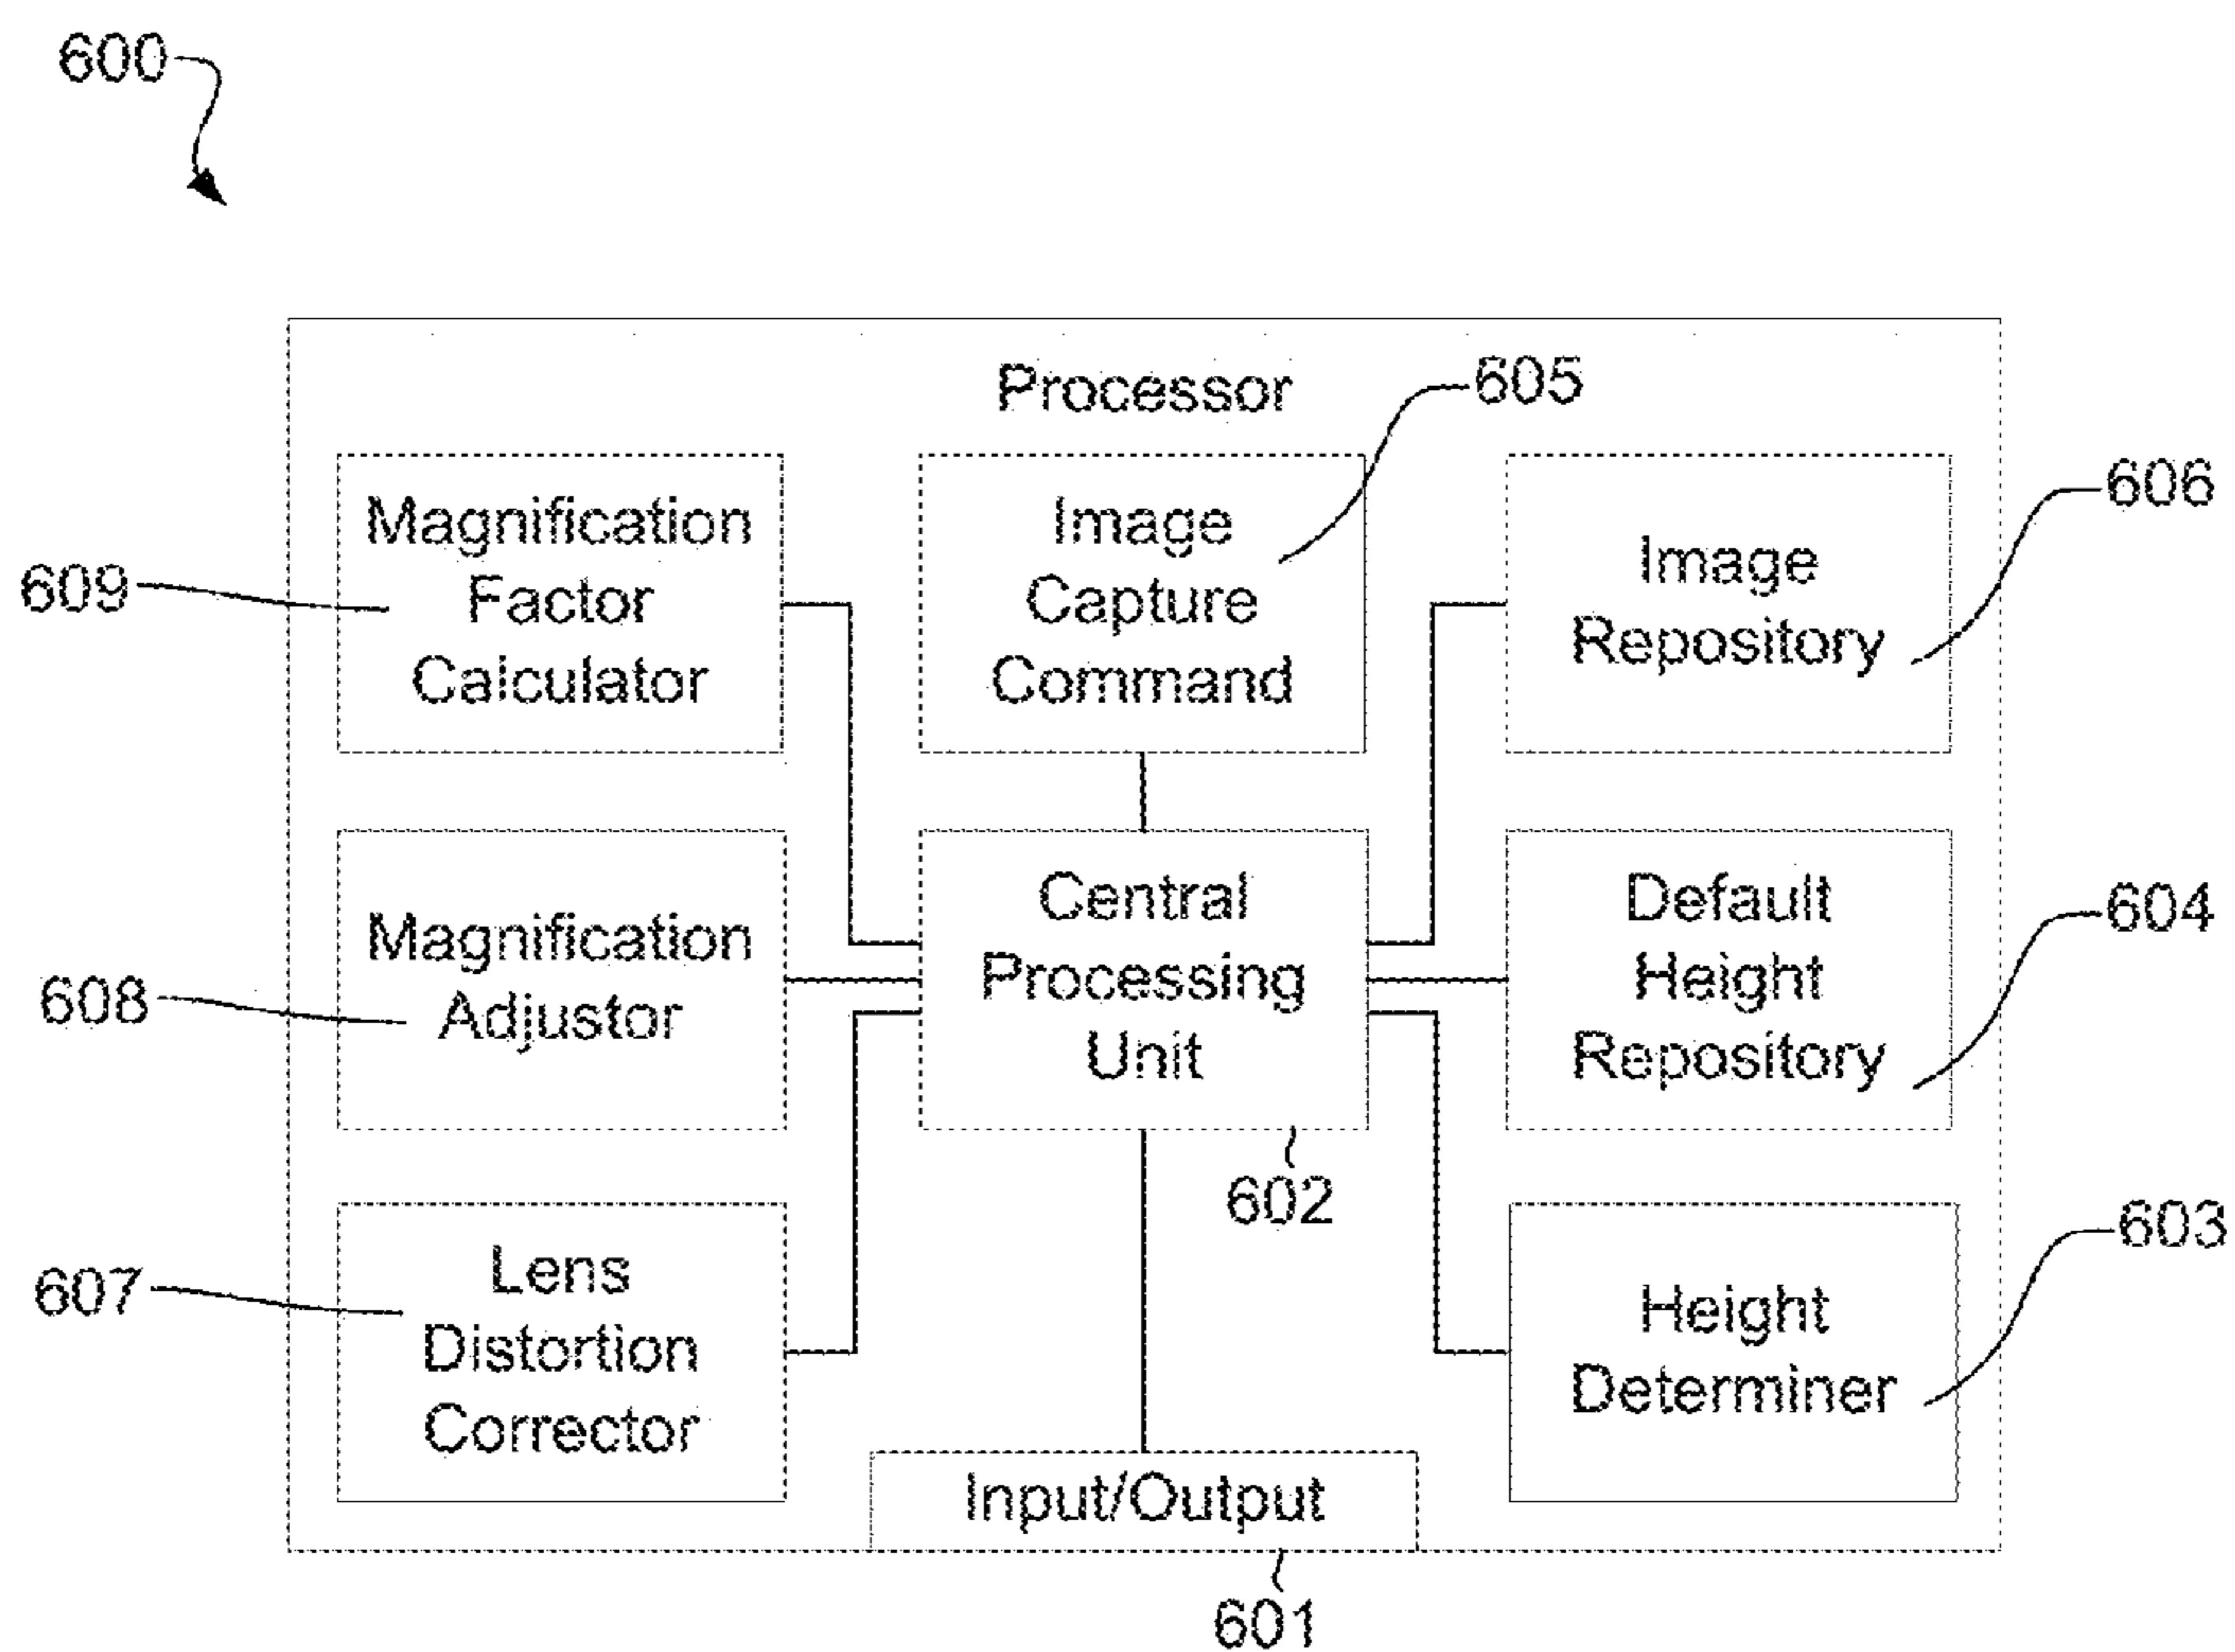 600
Processor
605
Magnification
Factor
Calculator
609
Image
Capture
Command
Image
Repository
606
Magnification
Adjustor
608
Central
Processing
Unit
602
Default
Height
Repository
604
Lens
Distortion
Corrector
607
Height
Determiner
603
Input/Output
601